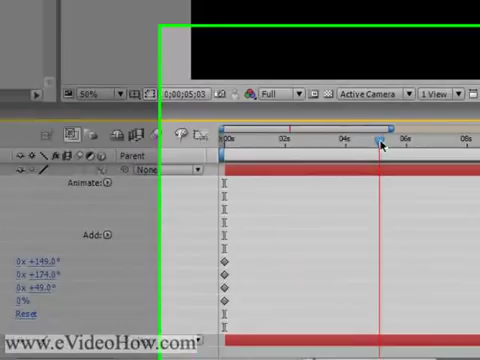 50% 0;00;05;03 Full Active Camera 1 View
:00s 02s 04s 06s 08s
Parent
None
Animate:
Add:
0x +149.0°
0x +174.0°
0x +49.0°
0%
Reset
www.eVideoHow.com